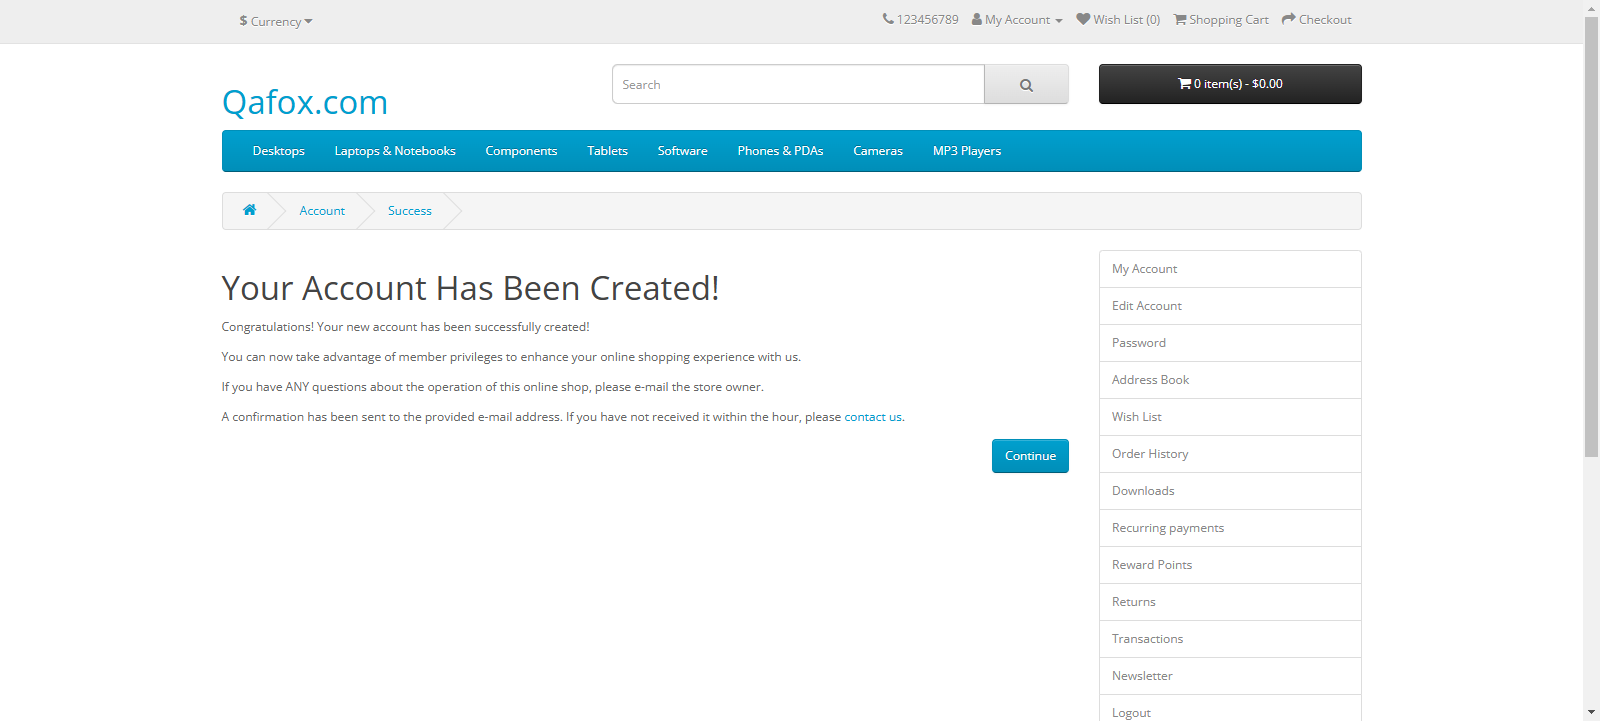 $ Currency
123456789 My Account Wish List (0) Shopping Cart Checkout
Qafox.com
Search
0 item(s) - $0.00
Desktops Laptops & Notebooks Components Tablets Software Phones & PDAs Cameras MP3 Players
Account Success
Your Account Has Been Created!
Congratulations! Your new account has been successfully created!
You can now take advantage of member privileges to enhance your online shopping experience with us.
If you have ANY questions about the operation of this online shop, please e-mail the store owner.
A confirmation has been sent to the provided e-mail address. If you have not received it within the hour, please contact us.
Continue
My Account
Edit Account
Password
Address Book
Wish List
Order History
Downloads
Recurring payments
Reward Points
Returns
Transactions
Newsletter
Logout